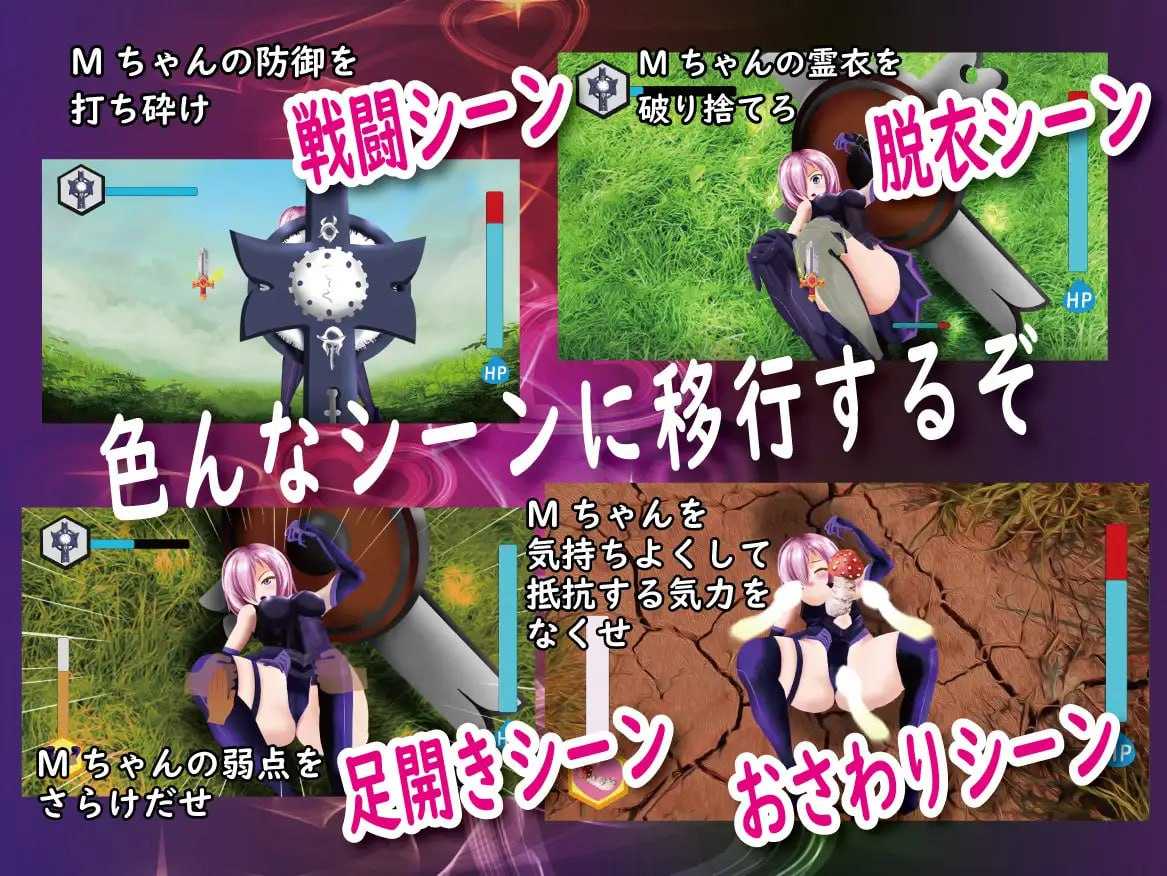 Mちゃんの防御を
打ち砕け
戦闘シーン
Mちゃんの霊衣を
破り捨てろ
脱衣シーン
HP
HP
色んなシーンに移行するぞ
Mちゃんの弱点を
さらけだせ
足開きシーン
Mちゃんを
気持ちよくして
抵抗する気力を
なくせ
おさわりシーン
HP